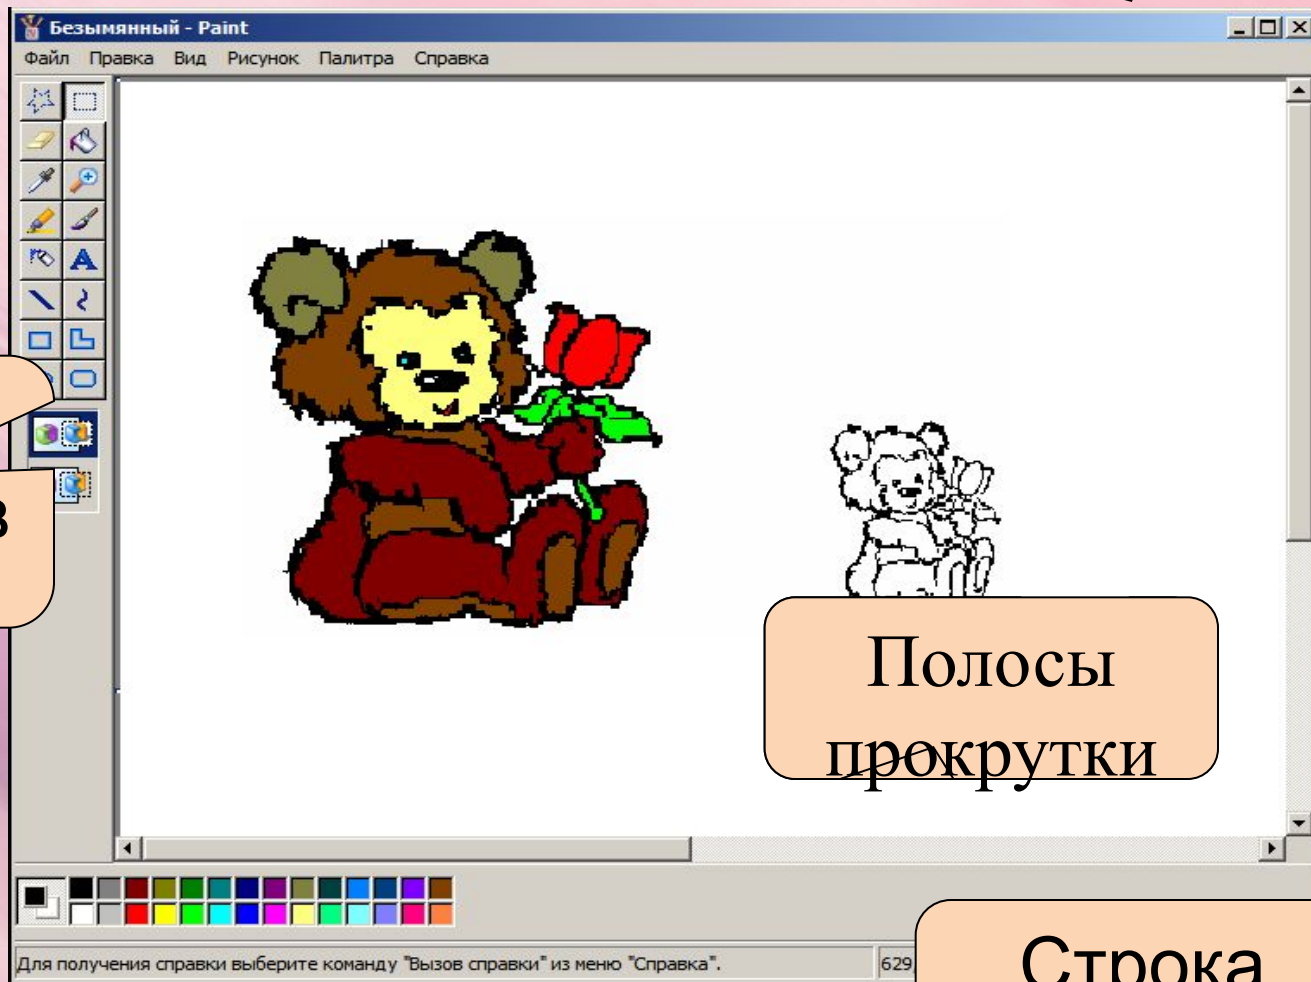 Безымянный - Paint
Файл Правка Вид Рисунок Палитра Справка
A
в
Полосы
прокрутки
Для получения справки выберите команду "Вызов справки" из меню "Справка".
629,
Строка